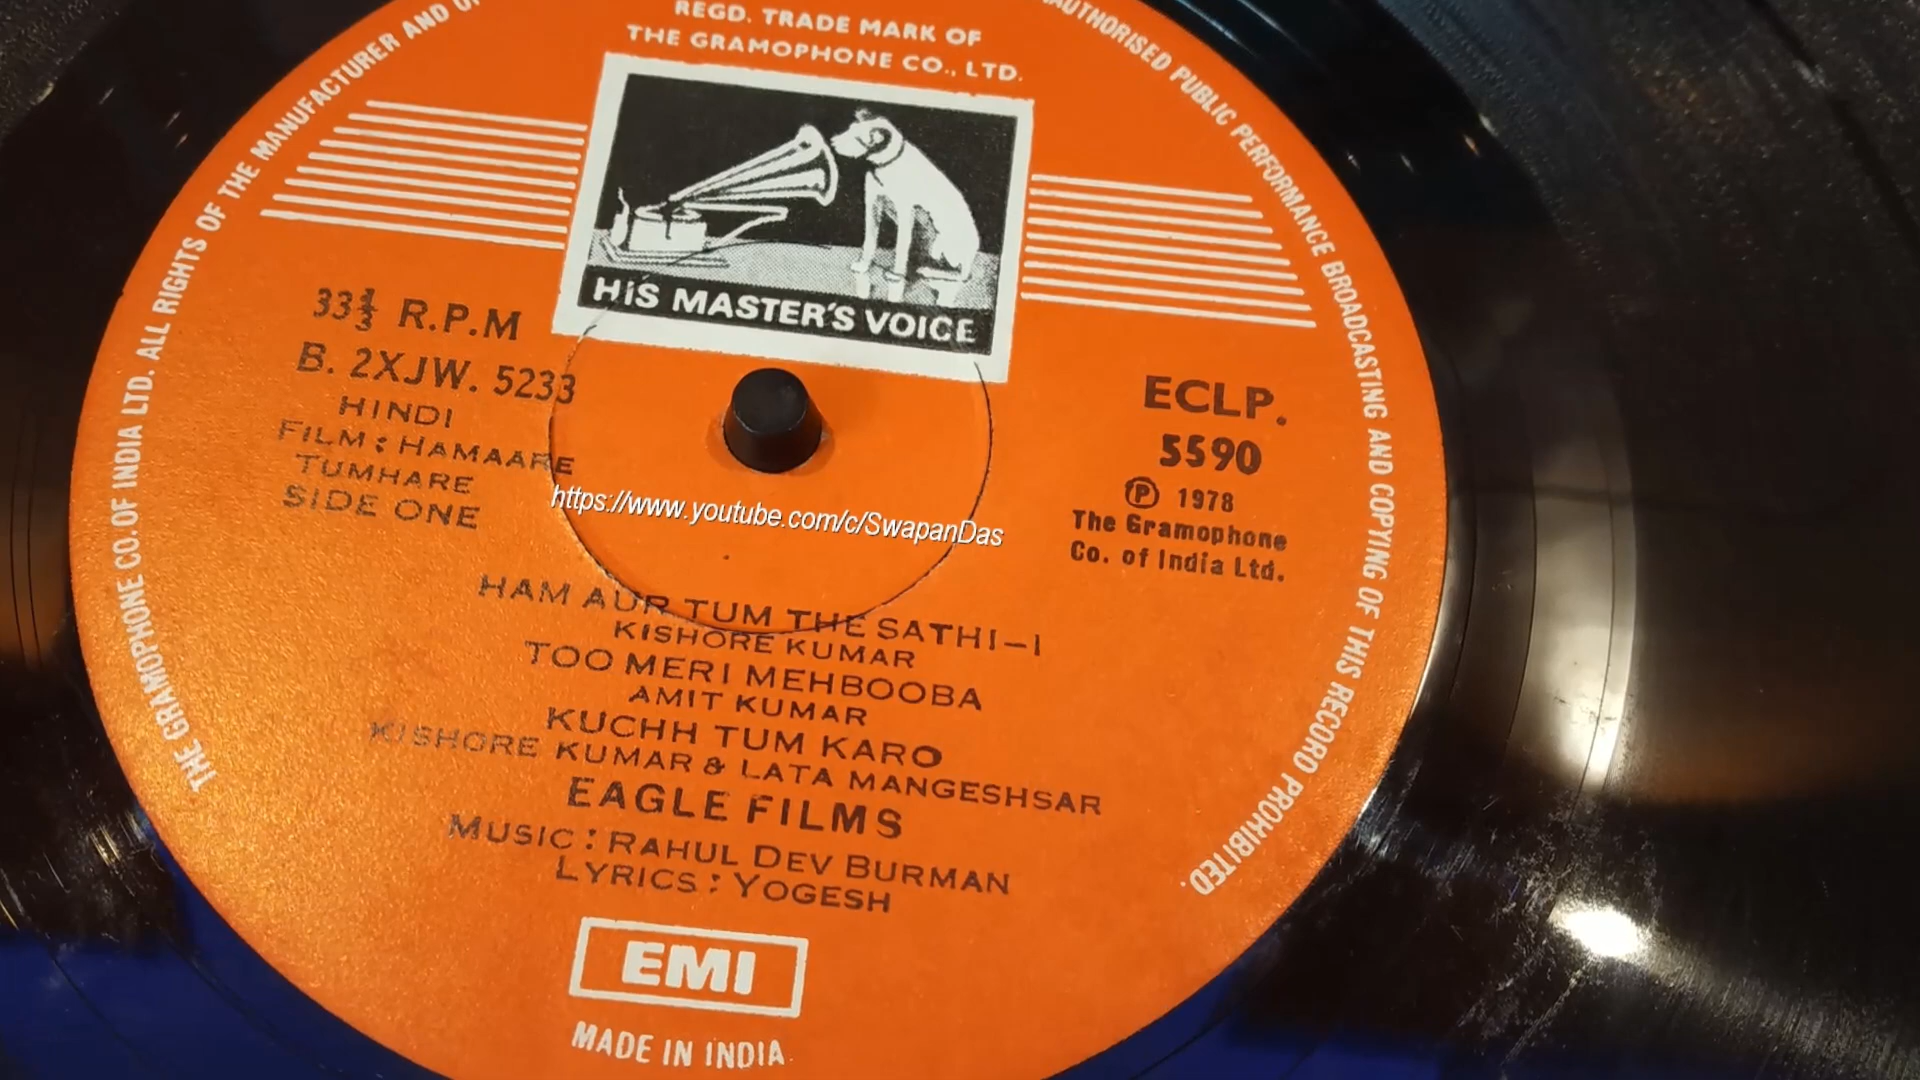 REGD. TRADE MARK OF
THE GRAMOPHONE CO., LTD.
HIS MASTER'S VOICE
33⅓ R.P.M
B. 2XJW. 5233
HINDI
FILM: HAMAARE
TUMHARE
SIDE ONE
ECLP.
5590
Ⓟ 1978
The Gramophone
Co. of India Ltd.
https://www.youtube.com/c/SwapanDas
HAM AUR TUM THE SATHI-I
KISHORE KUMAR
TOO MERI MEHBOOBA
AMIT KUMAR
KUCHH TUM KARO
KISHORE KUMAR & LATA MANGESHSAR
EAGLE FILMS
MUSIC: RAHUL DEV BURMAN
LYRICS: YOGESH
EMI
MADE IN INDIA
THE GRAMOPHONE CO. OF INDIA LTD. ALL RIGHTS OF THE MANUFACTURER AND
AUTHORISED PUBLIC PERFORMANCE BROADCASTING AND COPYING OF THIS RECORD PROHIBITED.